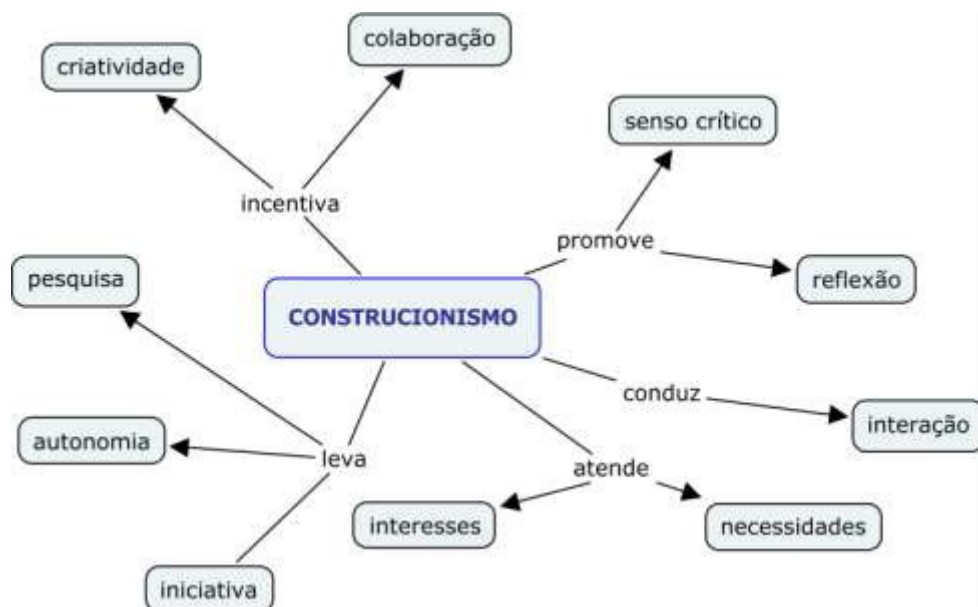 colaboração
criatividade
senso crítico
incentiva
promove
pesquisa
reflexão
CONSTRUCIONISMO
conduz
interação
autonomia
leva
atende
interesses
necessidades
iniciativa